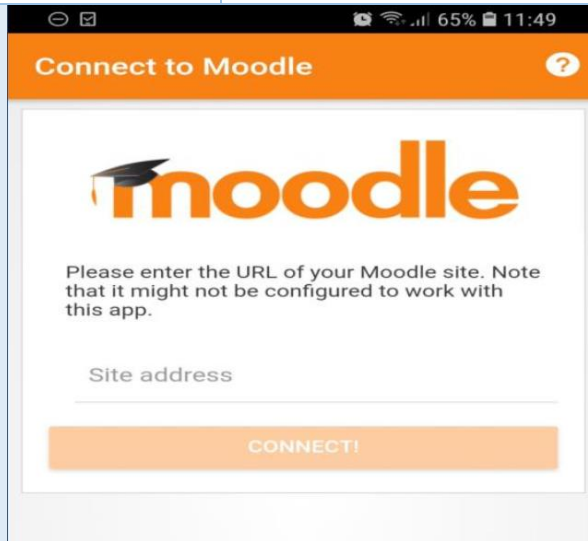 65% 11:49
Connect to Moodle ?
moodle
Please enter the URL of your Moodle site. Note
that it might not be configured to work with
this app.
Site address
CONNECT!